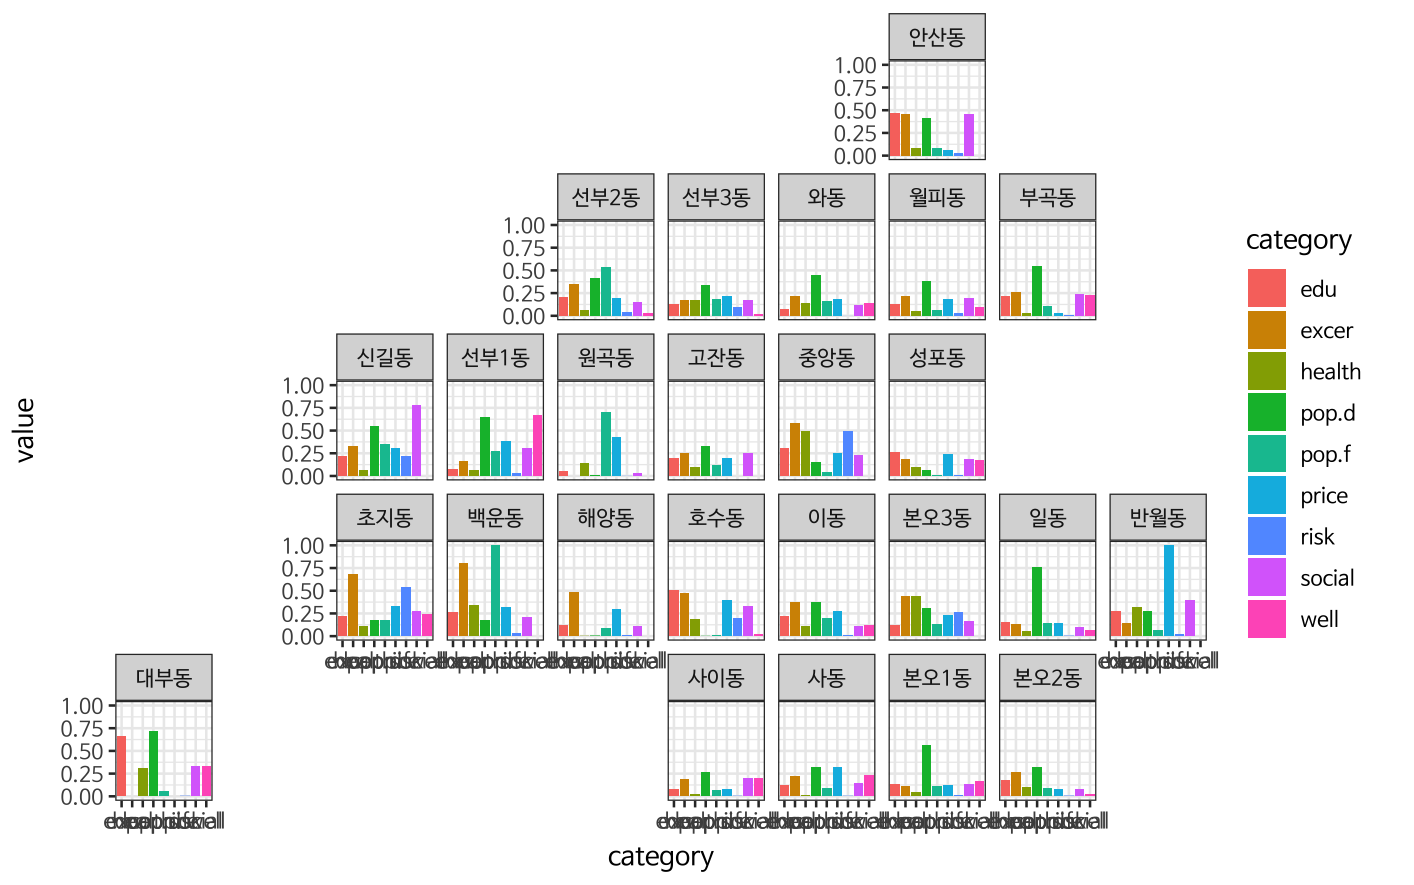 안산동
1.00
0.75
0.50
0.25
0.00
선부2동 선부3동 와동 월피동 부곡동
1.00
0.75
0.50
0.25
0.00
신길동 선부1동 원곡동 고잔동 중앙동 성포동
1.00
0.75
0.50
0.25
0.00
초지동 백운동 해양동 호수동 이동 본오3동 일동 반월동
1.00
0.75
0.50
0.25
0.00
대부동 사이동 사동 본오1동 본오2동
1.00
0.75
0.50
0.25
0.00
category
value
category
edu
excer
health
pop.d
pop.f
price
risk
social
well